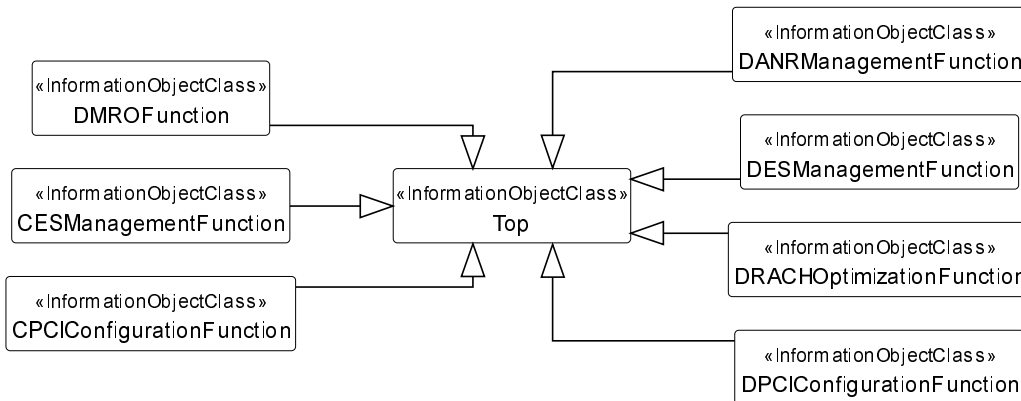 «InformationObjectClass»
DANRManagementFunction
«InformationObjectClass»
DMROFunction
«InformationObjectClass»
DESManagementFunction
«InformationObjectClass»
CESManagementFunction
«InformationObjectClass»
Top
«InformationObjectClass»
DRACHOptimizationFunction
«InformationObjectClass»
CPCIConfigurationFunction
«InformationObjectClass»
DPCIConfigurationFunction